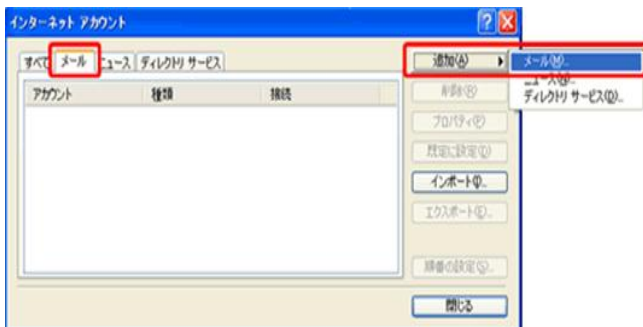 インターネット アカウント
すべて メール ニュース ディレクトリ サービス
追加(A) メール(M)...
アカウント 種類 接続
削除(R)
ニュース(N)...
ディレクトリ サービス(D)...
プロパティ(P)
既定に設定(D)
インポート(I)...
エクスポート(E)...
順番の設定(S)...
閉じる